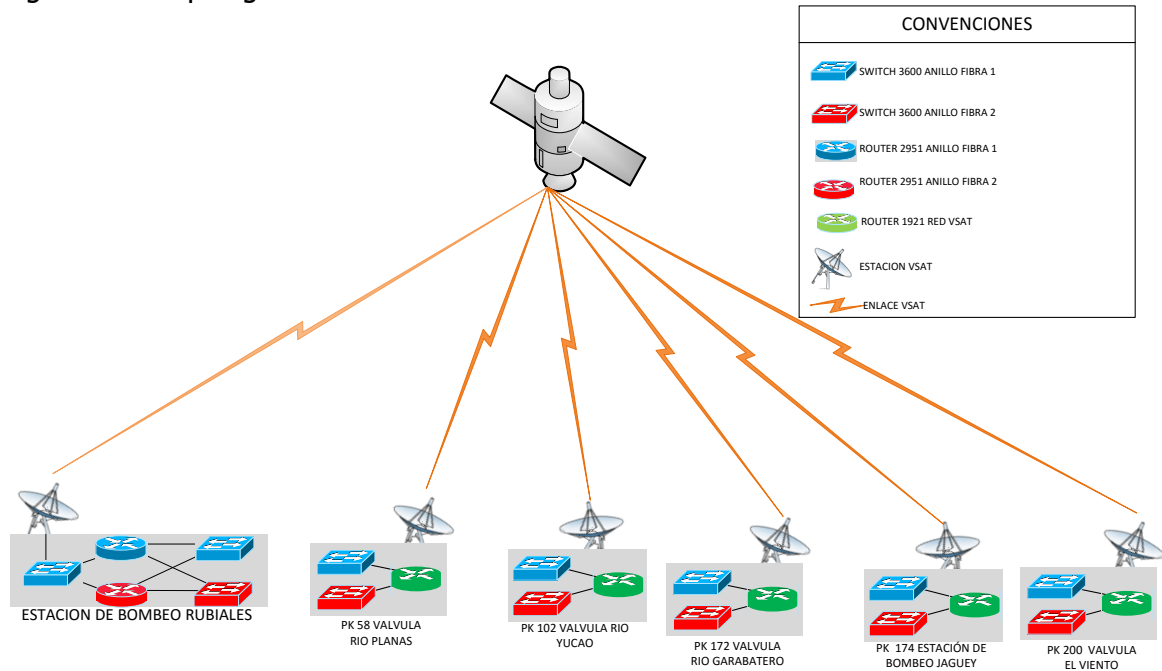 CONVENCIONES
SWITCH 3600 ANILLO FIBRA 1
SWITCH 3600 ANILLO FIBRA 2
ROUTER 2951 ANILLO FIBRA 1
ROUTER 2951 ANILLO FIBRA 2
ROUTER 1921 RED VSAT
ESTACION VSAT
ENLACE VSAT
ESTACION DE BOMBEO RUBIALES
PK 58 VALVULA
RIO PLANAS
PK 102 VALVULA RIO
YUCAO
PK 172 VALVULA
RIO GARABATERO
PK 174 ESTACIÓN DE
BOMBEO JAGUEY
PK 200 VALVULA
EL VIENTO